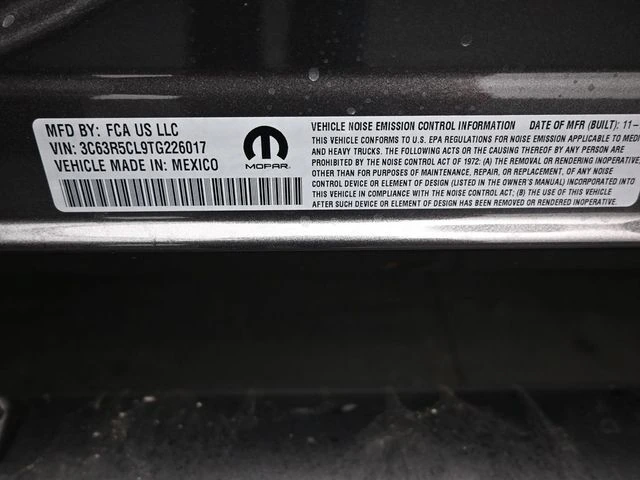 MFD BY: FCA US LLC
VIN: 3C63R5CL9TG226017
VEHICLE MADE IN: MEXICO
MOPAR
VEHICLE NOISE EMISSION CONTROL INFORMATION DATE OF MFR (BUILT): 11-
THIS VEHICLE CONFORMS TO U.S. EPA REGULATIONS FOR NOISE EMISSION APPLICABLE TO MEDI
AND HEAVY TRUCKS. THE FOLLOWING ACTS OR THE CAUSING THEREOF BY ANY PERSON ARE
PROHIBITED BY THE NOISE CONTROL ACT OF 1972: (A) THE REMOVAL OR RENDERING INOPERATIVE,
OTHER THAN FOR PURPOSES OF MAINTENANCE, REPAIR, OR REPLACEMENT, OF ANY NOISE
CONTROL DEVICE OR ELEMENT OF DESIGN (LISTED IN THE OWNER'S MANUAL) INCORPORATED INTO
THIS VEHICLE IN COMPLIANCE WITH THE NOISE CONTROL ACT; (B) THE USE OF THIS VEHICLE
AFTER SUCH DEVICE OR ELEMENT OF DESIGN HAS BEEN REMOVED OR RENDERED INOPERATIVE.